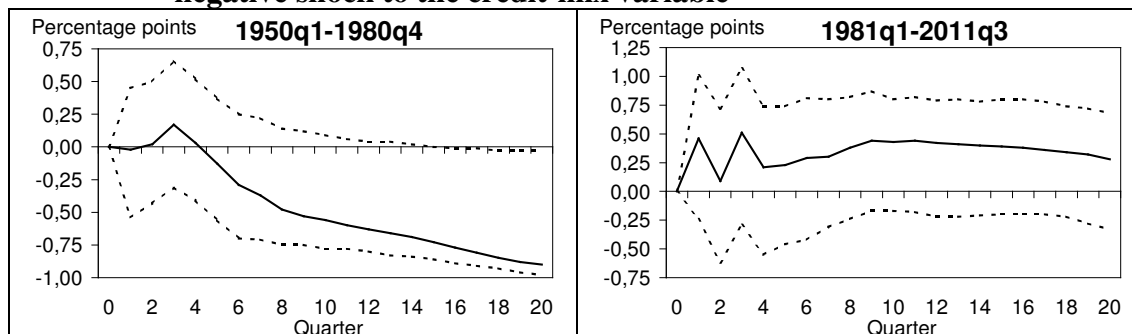 negative shock to the credit-mix variable
Percentage points 1950q1-1980q4
0,75
0,50
0,25
0,00
-0,25
-0,50
-0,75
-1,00
0 2 4 6 8 10 12 14 16 18 20
Quarter
Percentage points 1981q1-2011q3
1,25
1,00
0,75
0,50
0,25
0,00
-0,25
-0,50
-0,75
0 2 4 6 8 10 12 14 16 18 20
Quarter